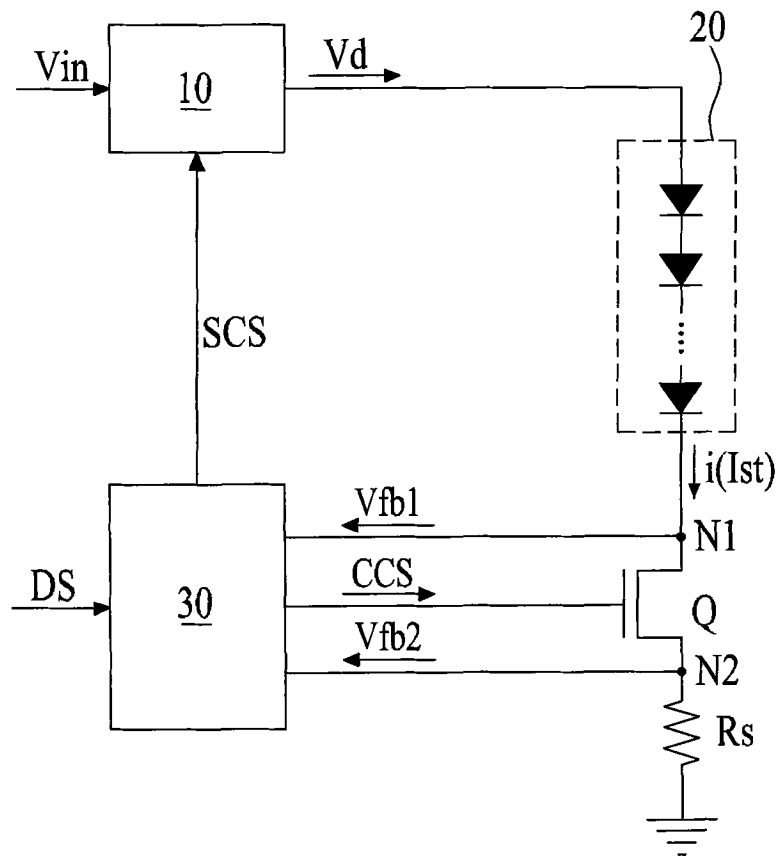 20
Vin
10
Vd
SCS
i(Ist)
Vfb1
N1
CCS
DS
30
Q
Vfb2
N2
Rs